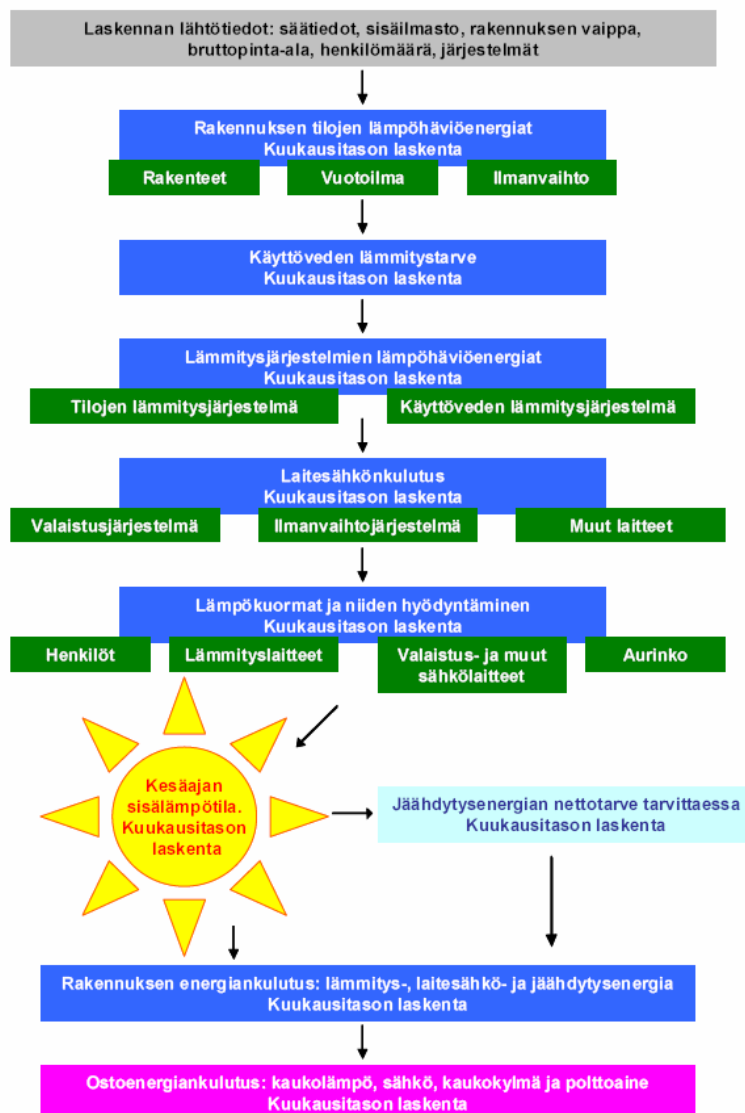 Laskennan lähtötiedot: säätiedot, sisäilmasto, rakennuksen vaippa,
bruttopinta-ala, henkilömäärä, järjestelmät
Rakennuksen tilojen lämpöhäviöenergiat
Kuukausitason laskenta
Rakenteet
Vuotoilma
Ilmanvaihto
Käyttöveden lämmitystarve
Kuukausitason laskenta
Lämmitysjärjestelmien lämpöhäviöenergiat
Kuukausitason laskenta
Tilojen lämmitysjärjestelmä
Käyttöveden lämmitysjärjestelmä
Laitesähkönkulutus
Kuukausitason laskenta
Valaistusjärjestelmä
Ilmanvaihtojärjestelmä
Muut laitteet
Lämpökuormat ja niiden hyödyntäminen
Kuukausitason laskenta
Henkilöt
Lämmityslaitteet
Valaistus- ja muut
sähkölaitteet
Aurinko
Kesäajan
sisälämpötila.
Kuukausitason
laskenta
Jäähdytysenergian nettotarve tarvittaessa
Kuukausitason laskenta
Rakennuksen energiankulutus: lämmitys-, laitesähkö- ja jäähdytysenergia
Kuukausitason laskenta
Ostoenergiankulutus: kaukolämpö, sähkö, kaukokylmä ja polttoaine
Kuukausitason laskenta